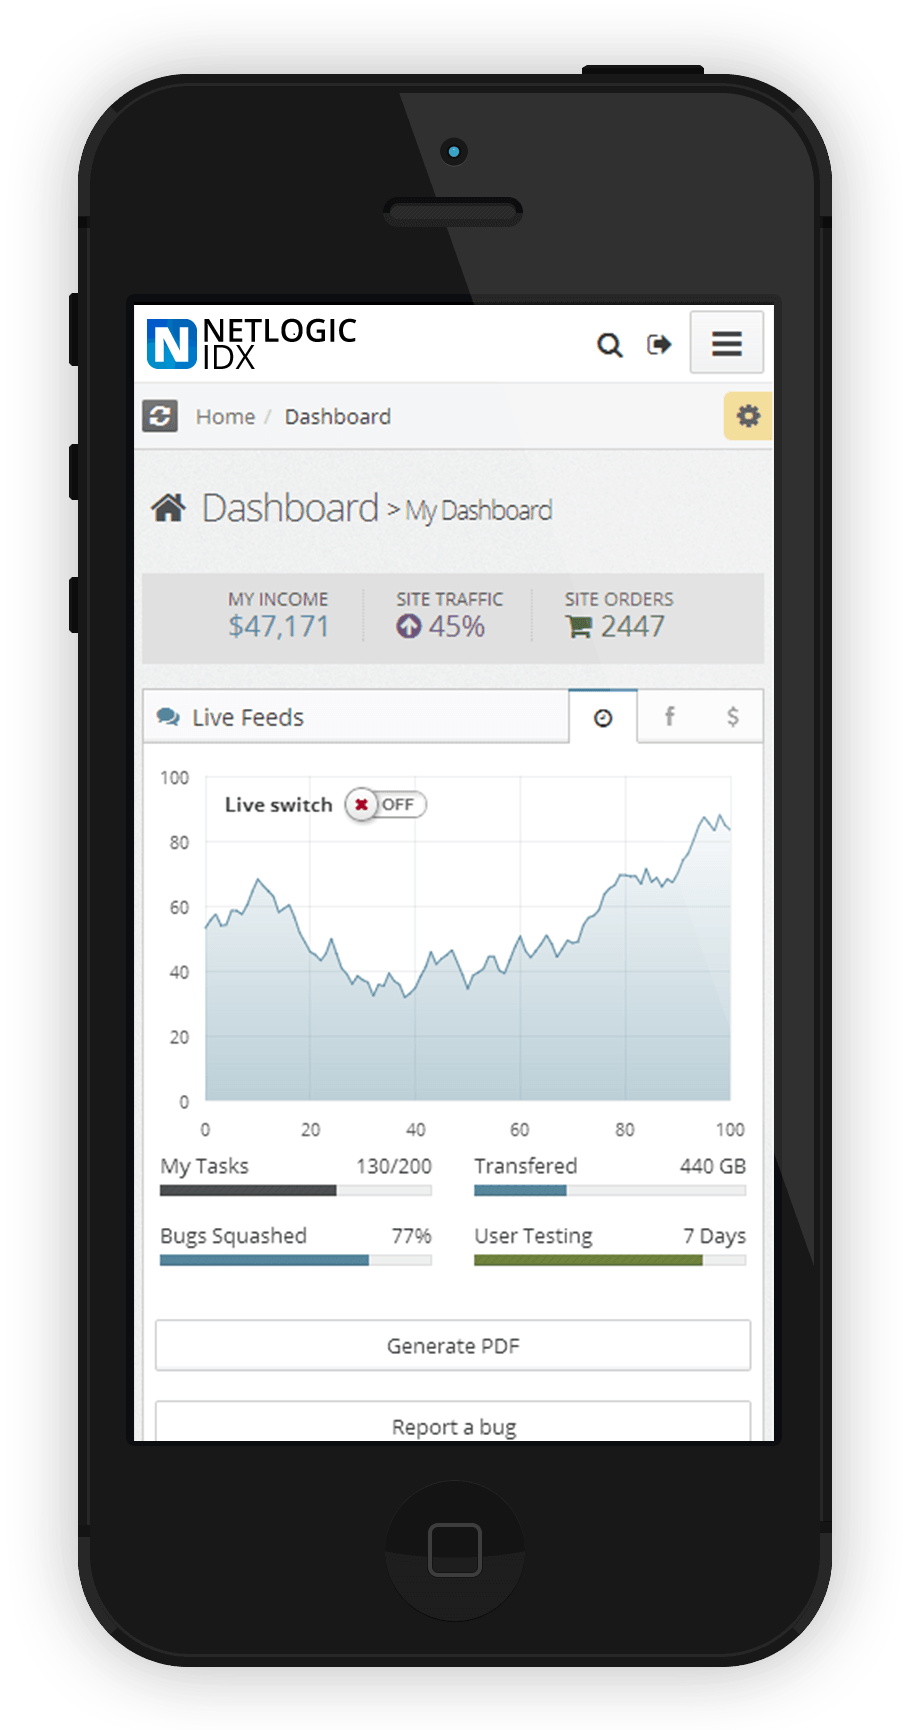 N NETLOGIC
IDX
Home / Dashboard
Dashboard > My Dashboard
MY INCOME SITE TRAFFIC SITE ORDERS
$47,171 45% 2447
Live Feeds f $
Live switch OFF
100
80
60
40
20
0
0 20 40 60 80 100
My Tasks 130/200 Transfered 440 GB
Bugs Squashed 77% User Testing 7 Days
Generate PDF
Report a bug